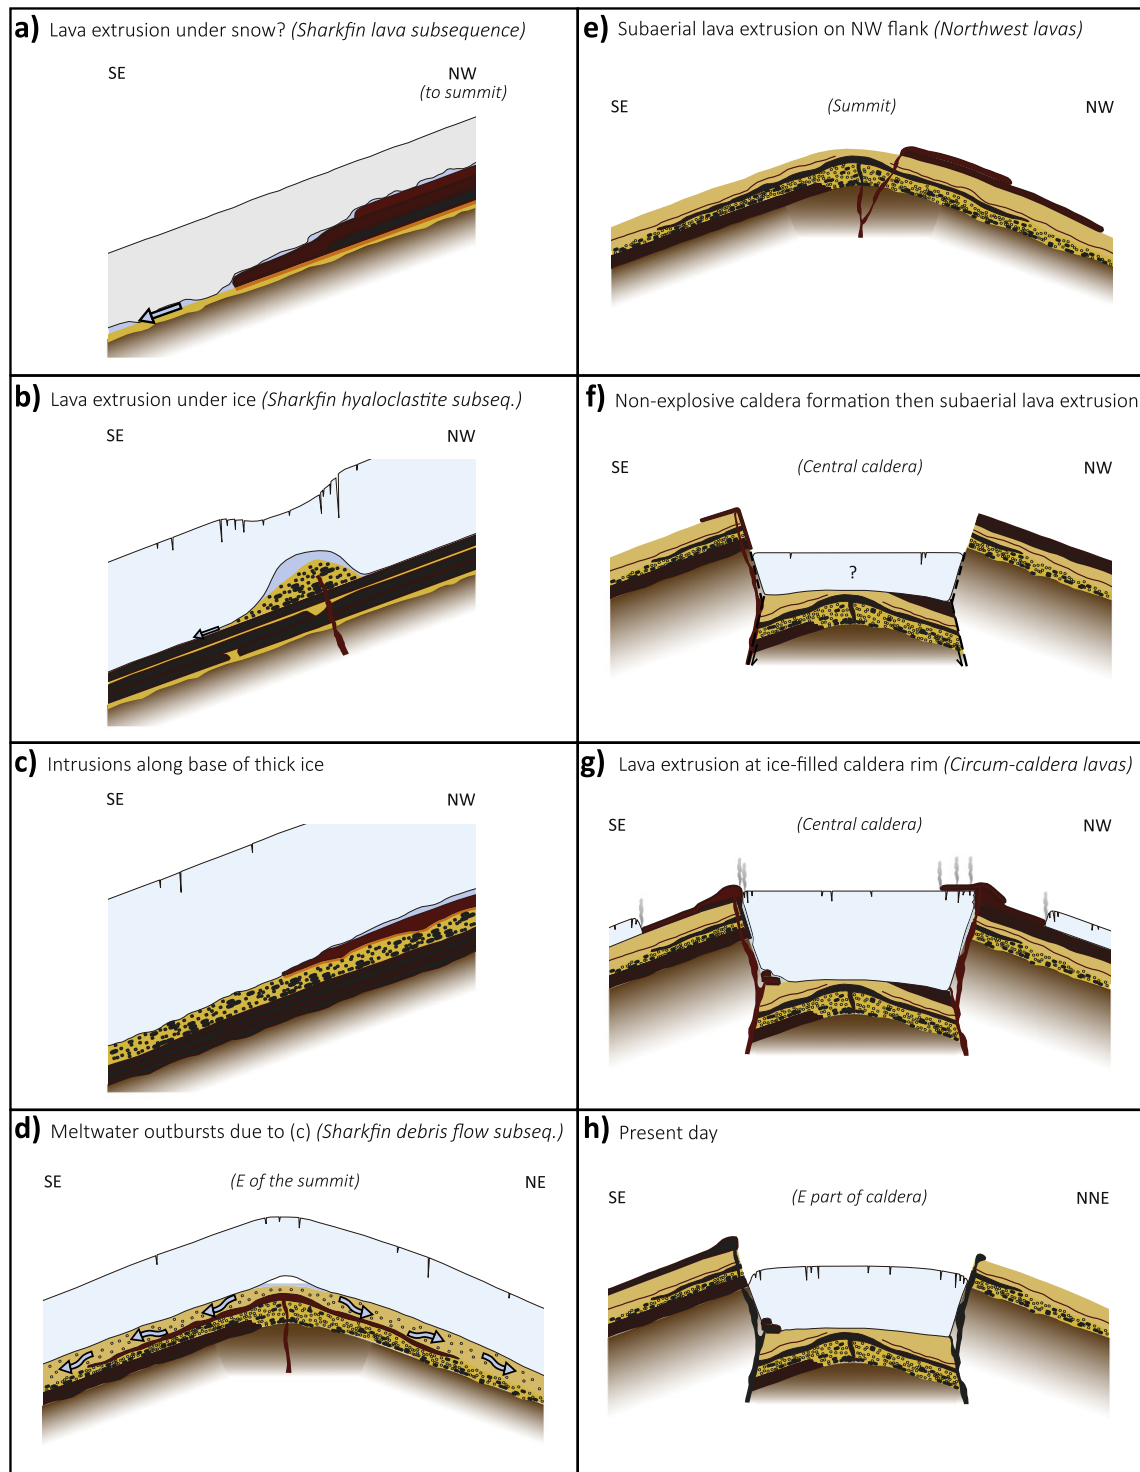 a) Lava extrusion under snow? (Sharkfin lava subsequence)
SE
NW
(to summit)
b) Lava extrusion under ice (Sharkfin hyaloclastite subseq.)
SE
NW
c) Intrusions along base of thick ice
SE
NW
d) Meltwater outbursts due to (c) (Sharkfin debris flow subseq.)
SE
(E of the summit)
NE
e) Subaerial lava extrusion on NW flank (Northwest lavas)
SE
(Summit)
NW
f) Non-explosive caldera formation then subaerial lava extrusion
SE
(Central caldera)
NW
?
g) Lava extrusion at ice-filled caldera rim (Circum-caldera lavas)
SE
(Central caldera)
NW
h) Present day
SE
(E part of caldera)
NNE